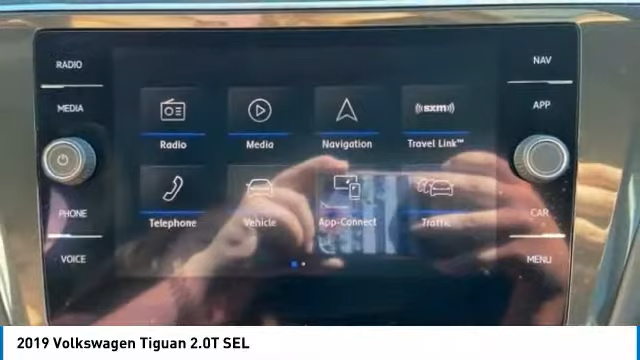 RADIO
NAV
MEDIA
APP
sxm
Radio
Media
Navigation
Travel Link™
PHONE
CAR
Telephone
Vehicle
App-Connect
Traffic
VOICE
MENU
2019 Volkswagen Tiguan 2.0T SEL